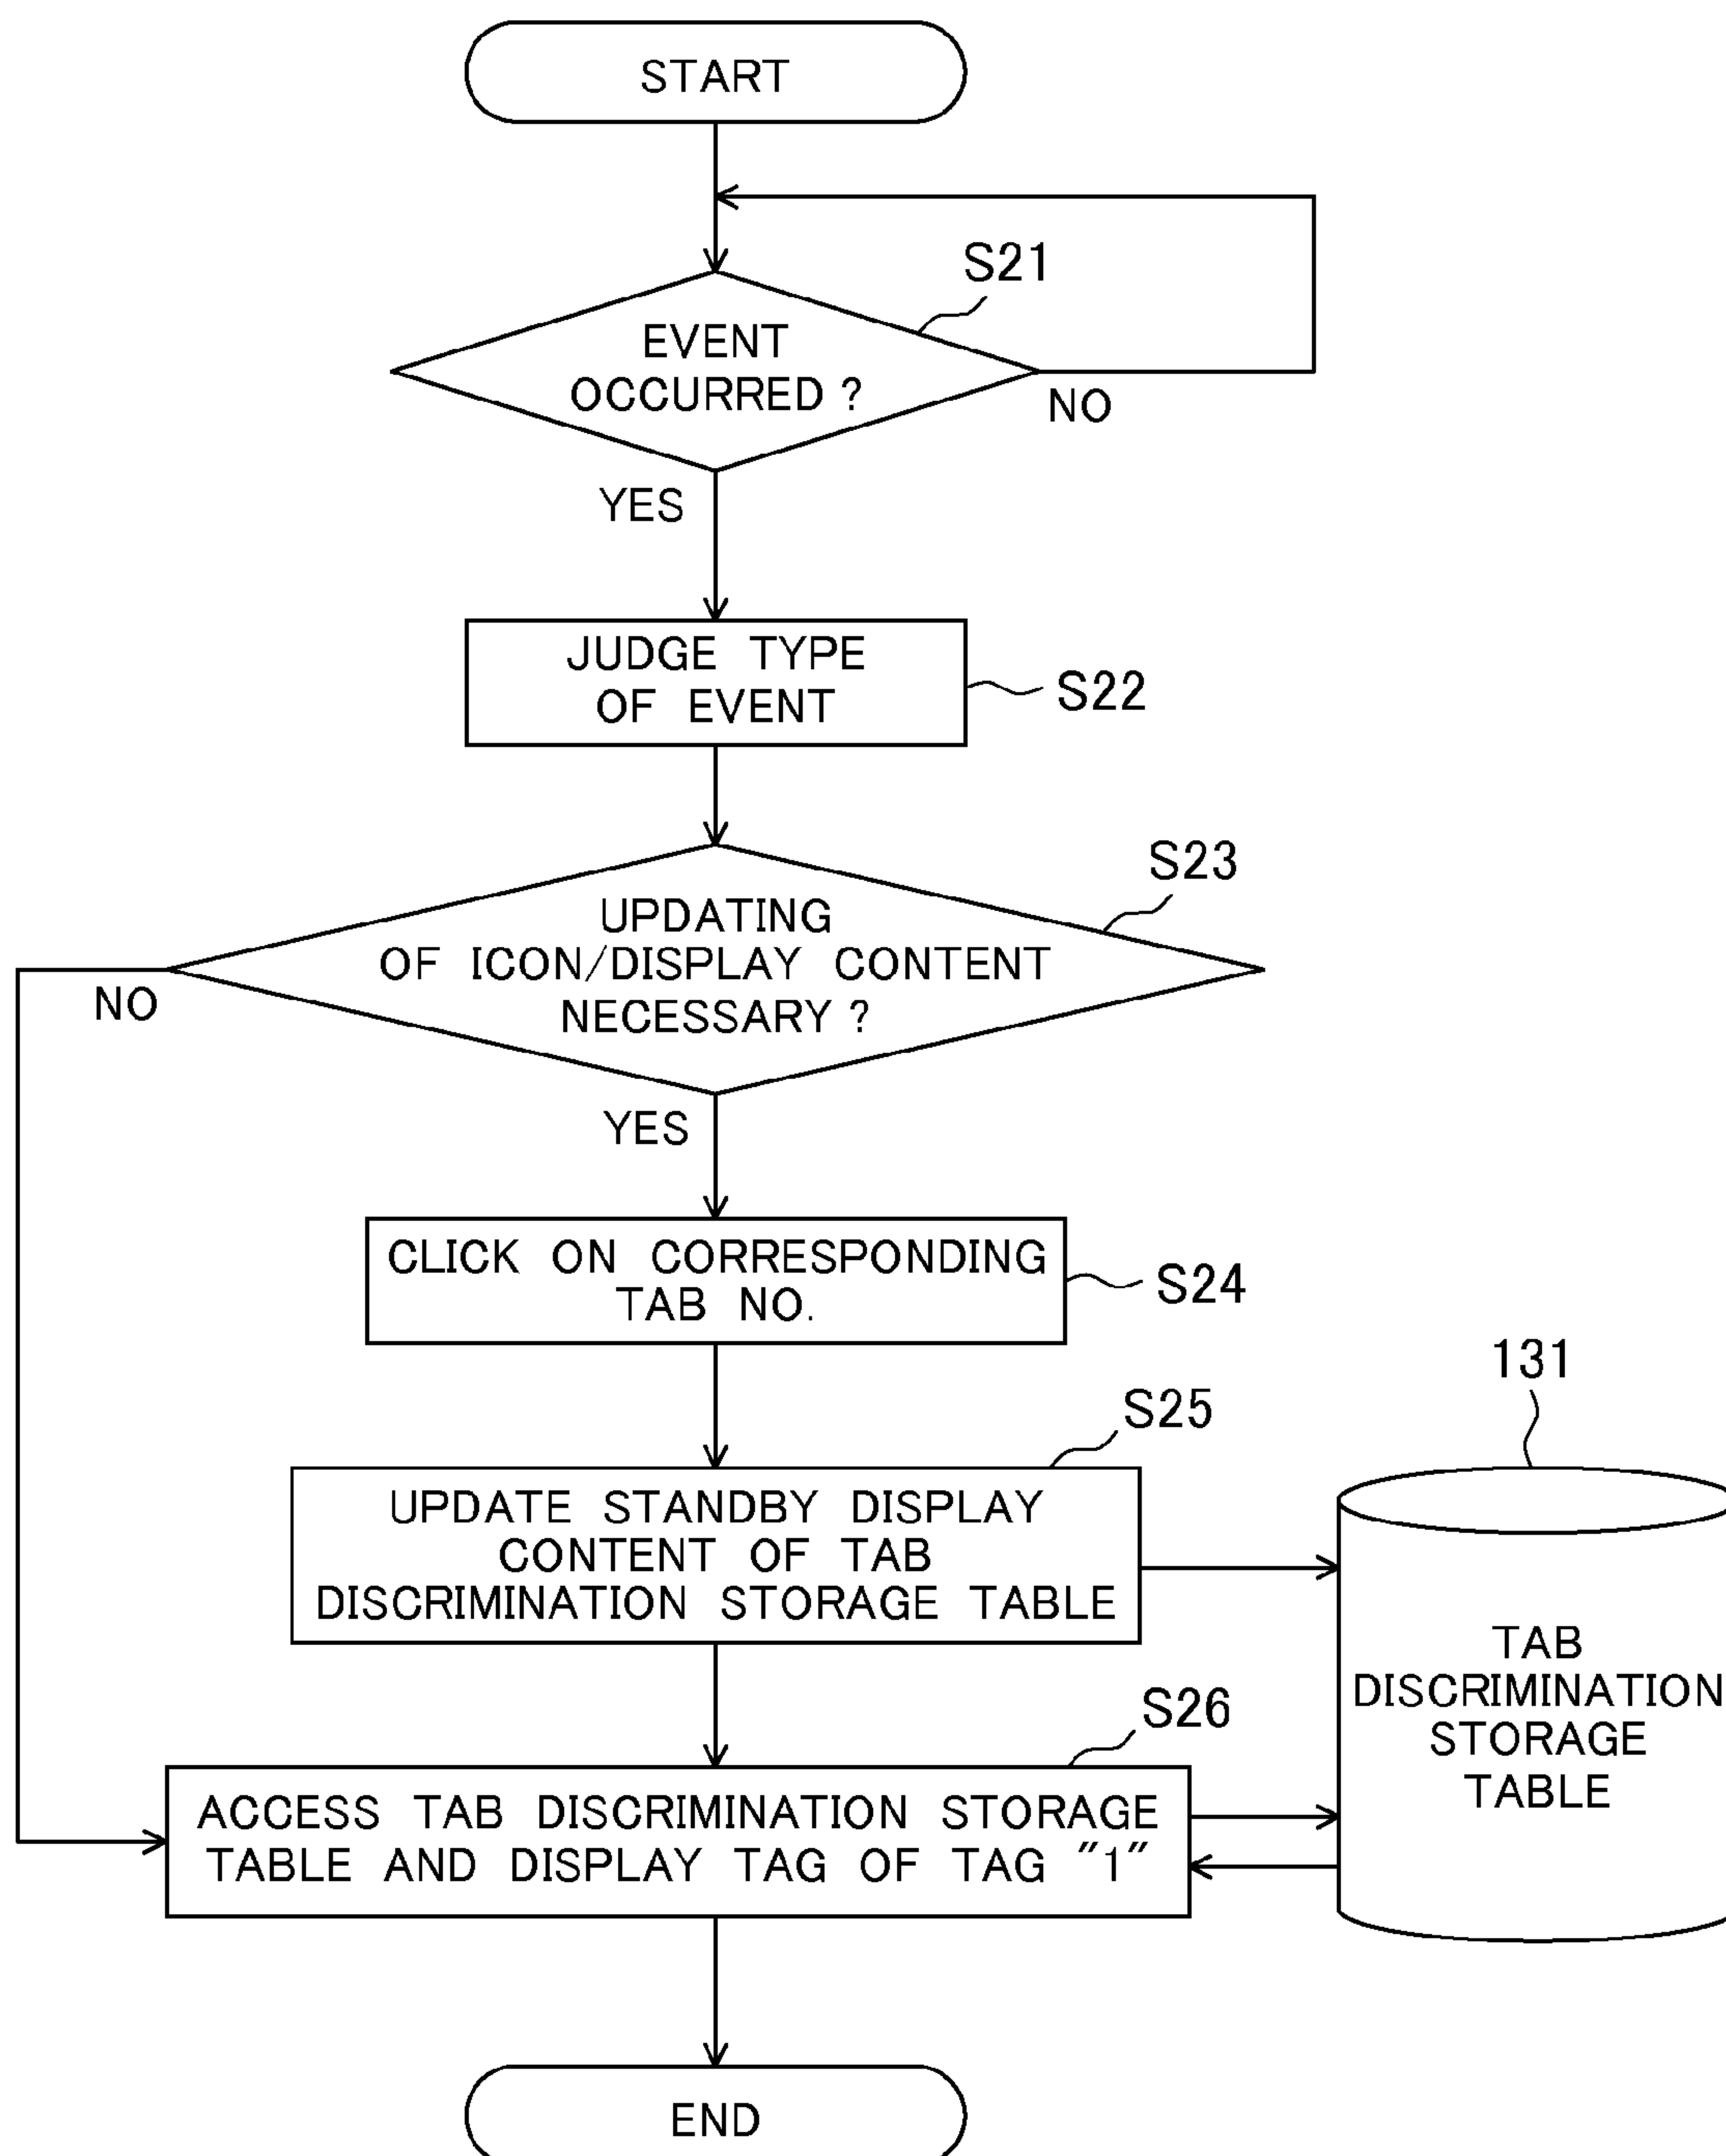 START
S21
EVENT
OCCURRED ?
NO
YES
JUDGE TYPE
OF EVENT
S22
S23
UPDATING
OF ICON/DISPLAY CONTENT
NECESSARY ?
NO
YES
CLICK ON CORRESPONDING
TAB NO.
S24
S25
UPDATE STANDBY DISPLAY
CONTENT OF TAB
DISCRIMINATION STORAGE TABLE
131
TAB
DISCRIMINATION
STORAGE
TABLE
S26
ACCESS TAB DISCRIMINATION STORAGE
TABLE AND DISPLAY TAG OF TAG "1"
END